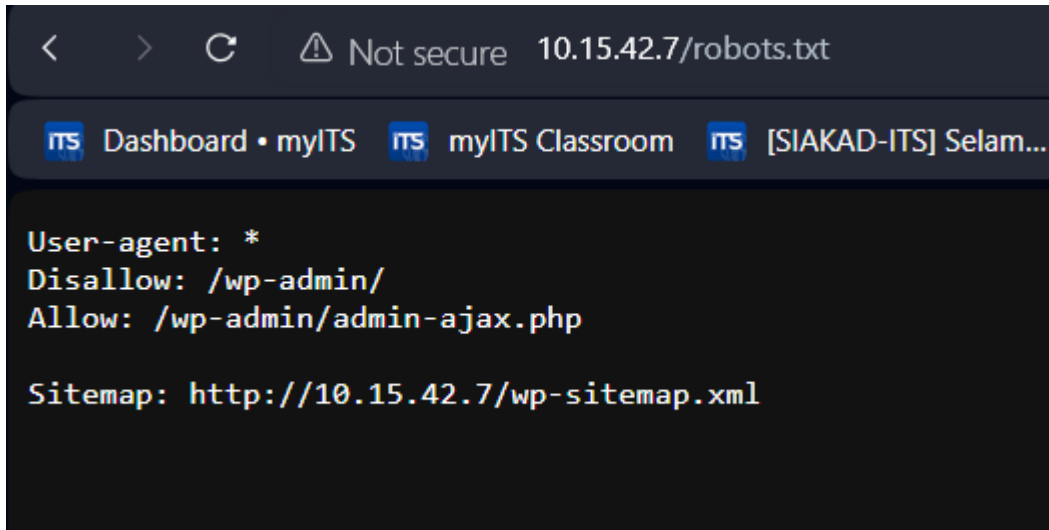 Not secure 10.15.42.7/robots.txt
iTS Dashboard • myITS iTS myITS Classroom iTS [SIAKAD-ITS] Selam...
User-agent: *
Disallow: /wp-admin/
Allow: /wp-admin/admin-ajax.php
Sitemap: http://10.15.42.7/wp-sitemap.xml